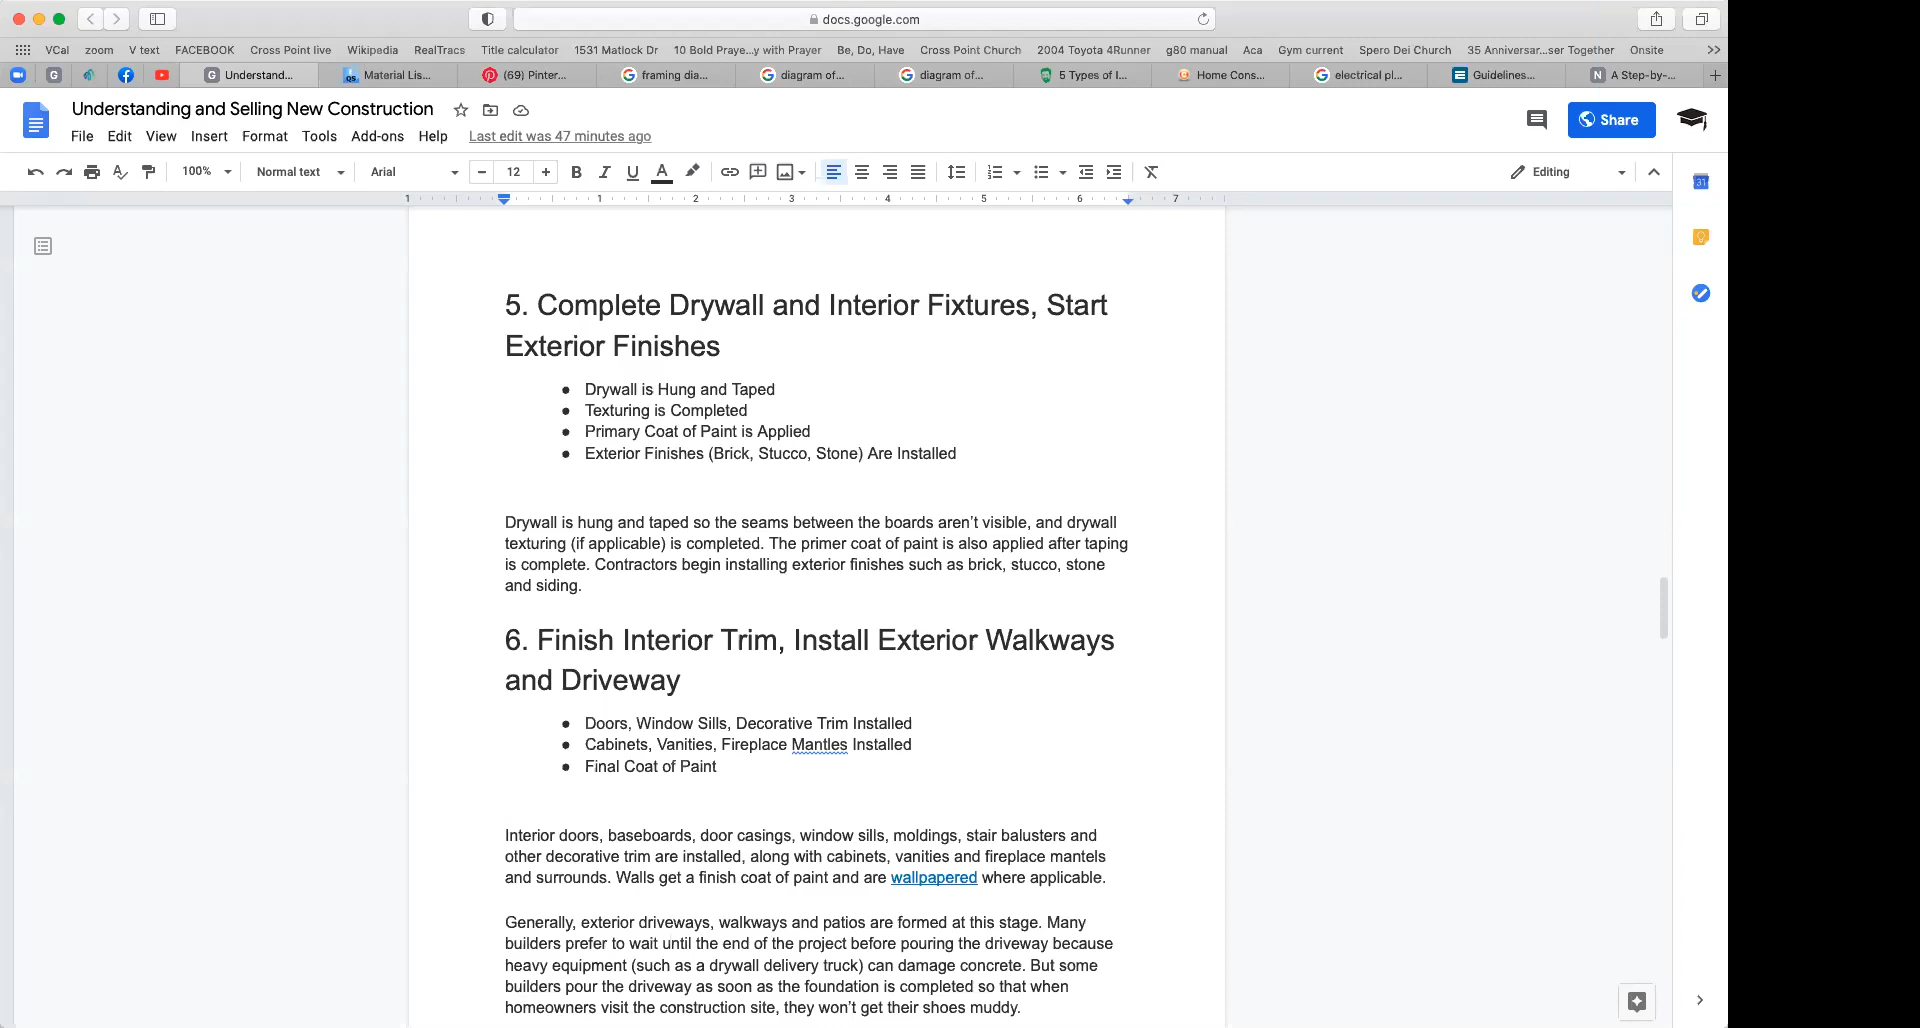 docs.google.com
VCal zoom V text FACEBOOK Cross Point live Wikipedia RealTracs Title calculator 1531 Matlock Dr 10 Bold Praye...y with Prayer Be, Do, Have Cross Point Church 2004 Toyota 4Runner g80 manual Aca Gym current Spero Dei Church 35 Anniversar...ser Together Onsite
G G Understand... QS Material Lis... (69) Pinter... framing dia... diagram of... diagram of... 5 Types of I... Home Cons... electrical pl... Guidelines... N A Step-by-...
Understanding and Selling New Construction
File Edit View Insert Format Tools Add-ons Help Last edit was 47 minutes ago
Share
100% Normal text Arial 12 B I U A Editing
1 1 2 3 4 5 6 7
31
5. Complete Drywall and Interior Fixtures, Start
Exterior Finishes
● Drywall is Hung and Taped
● Texturing is Completed
● Primary Coat of Paint is Applied
● Exterior Finishes (Brick, Stucco, Stone) Are Installed
Drywall is hung and taped so the seams between the boards aren’t visible, and drywall
texturing (if applicable) is completed. The primer coat of paint is also applied after taping
is complete. Contractors begin installing exterior finishes such as brick, stucco, stone
and siding.
6. Finish Interior Trim, Install Exterior Walkways
and Driveway
● Doors, Window Sills, Decorative Trim Installed
● Cabinets, Vanities, Fireplace Mantles Installed
● Final Coat of Paint
Interior doors, baseboards, door casings, window sills, moldings, stair balusters and
other decorative trim are installed, along with cabinets, vanities and fireplace mantels
and surrounds. Walls get a finish coat of paint and are wallpapered where applicable.
Generally, exterior driveways, walkways and patios are formed at this stage. Many
builders prefer to wait until the end of the project before pouring the driveway because
heavy equipment (such as a drywall delivery truck) can damage concrete. But some
builders pour the driveway as soon as the foundation is completed so that when
homeowners visit the construction site, they won’t get their shoes muddy.